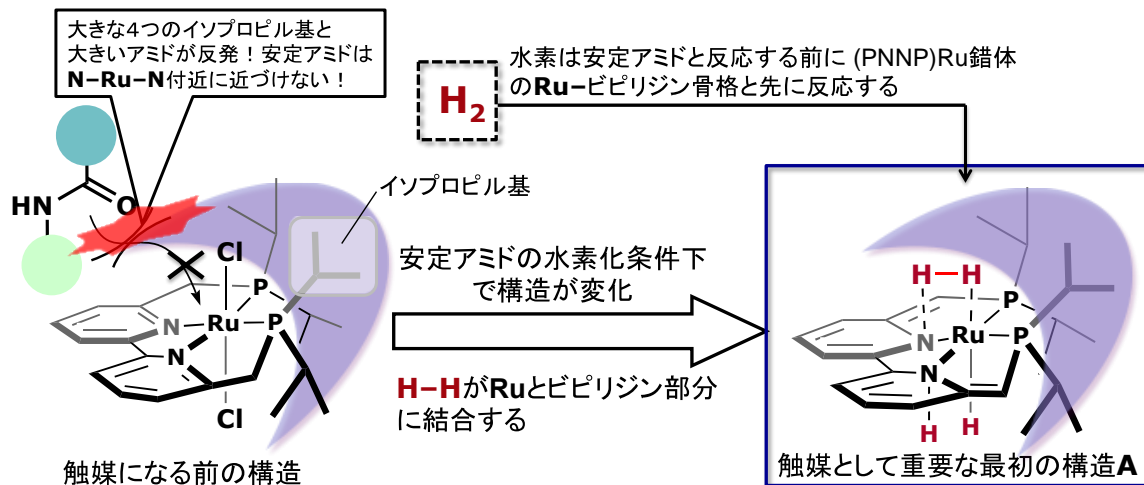 大きな4つのイソプロピル基と
大きいアミドが反発！安定アミドは
N–Ru–N付近に近づけない！
水素は安定アミドと反応する前に (PNNP)Ru錯体
のRu–ビピリジン骨格と先に反応する
H2
イソプロピル基
HN
O
Cl
P
N
Ru
P
N
Cl
触媒になる前の構造
安定アミドの水素化条件下
で構造が変化
H–HがRuとビピリジン部分
に結合する
H
H
P
N
Ru
P
N
H
H
触媒として重要な最初の構造A